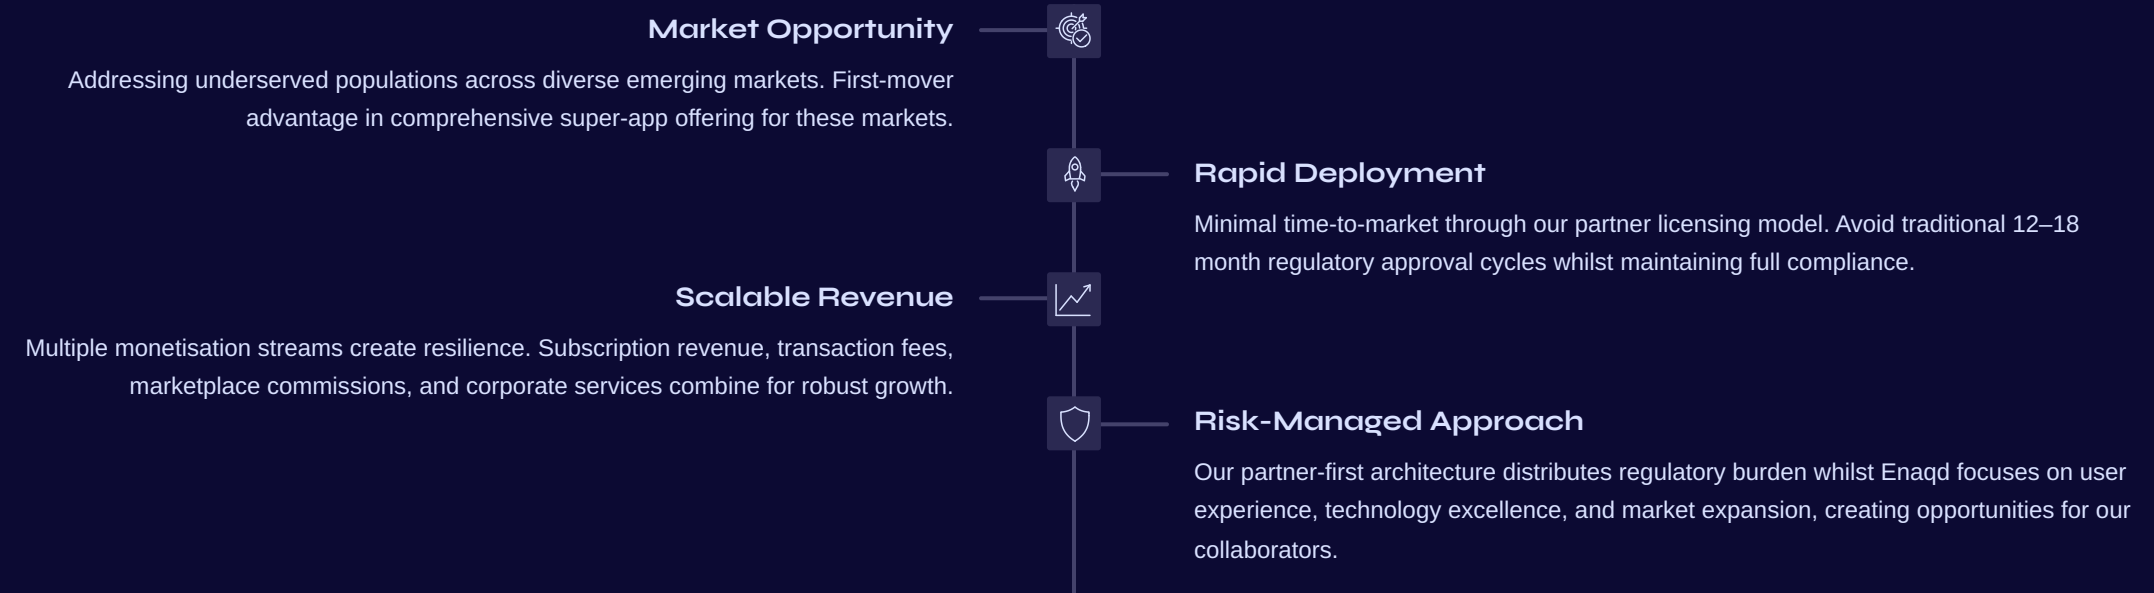 Market Opportunity
Addressing underserved populations across diverse emerging markets. First-mover
advantage in comprehensive super-app offering for these markets.
Rapid Deployment
Minimal time-to-market through our partner licensing model. Avoid traditional 12–18
month regulatory approval cycles whilst maintaining full compliance.
Scalable Revenue
Multiple monetisation streams create resilience. Subscription revenue, transaction fees,
marketplace commissions, and corporate services combine for robust growth.
Risk-Managed Approach
Our partner-first architecture distributes regulatory burden whilst Enaqd focuses on user
experience, technology excellence, and market expansion, creating opportunities for our
collaborators.